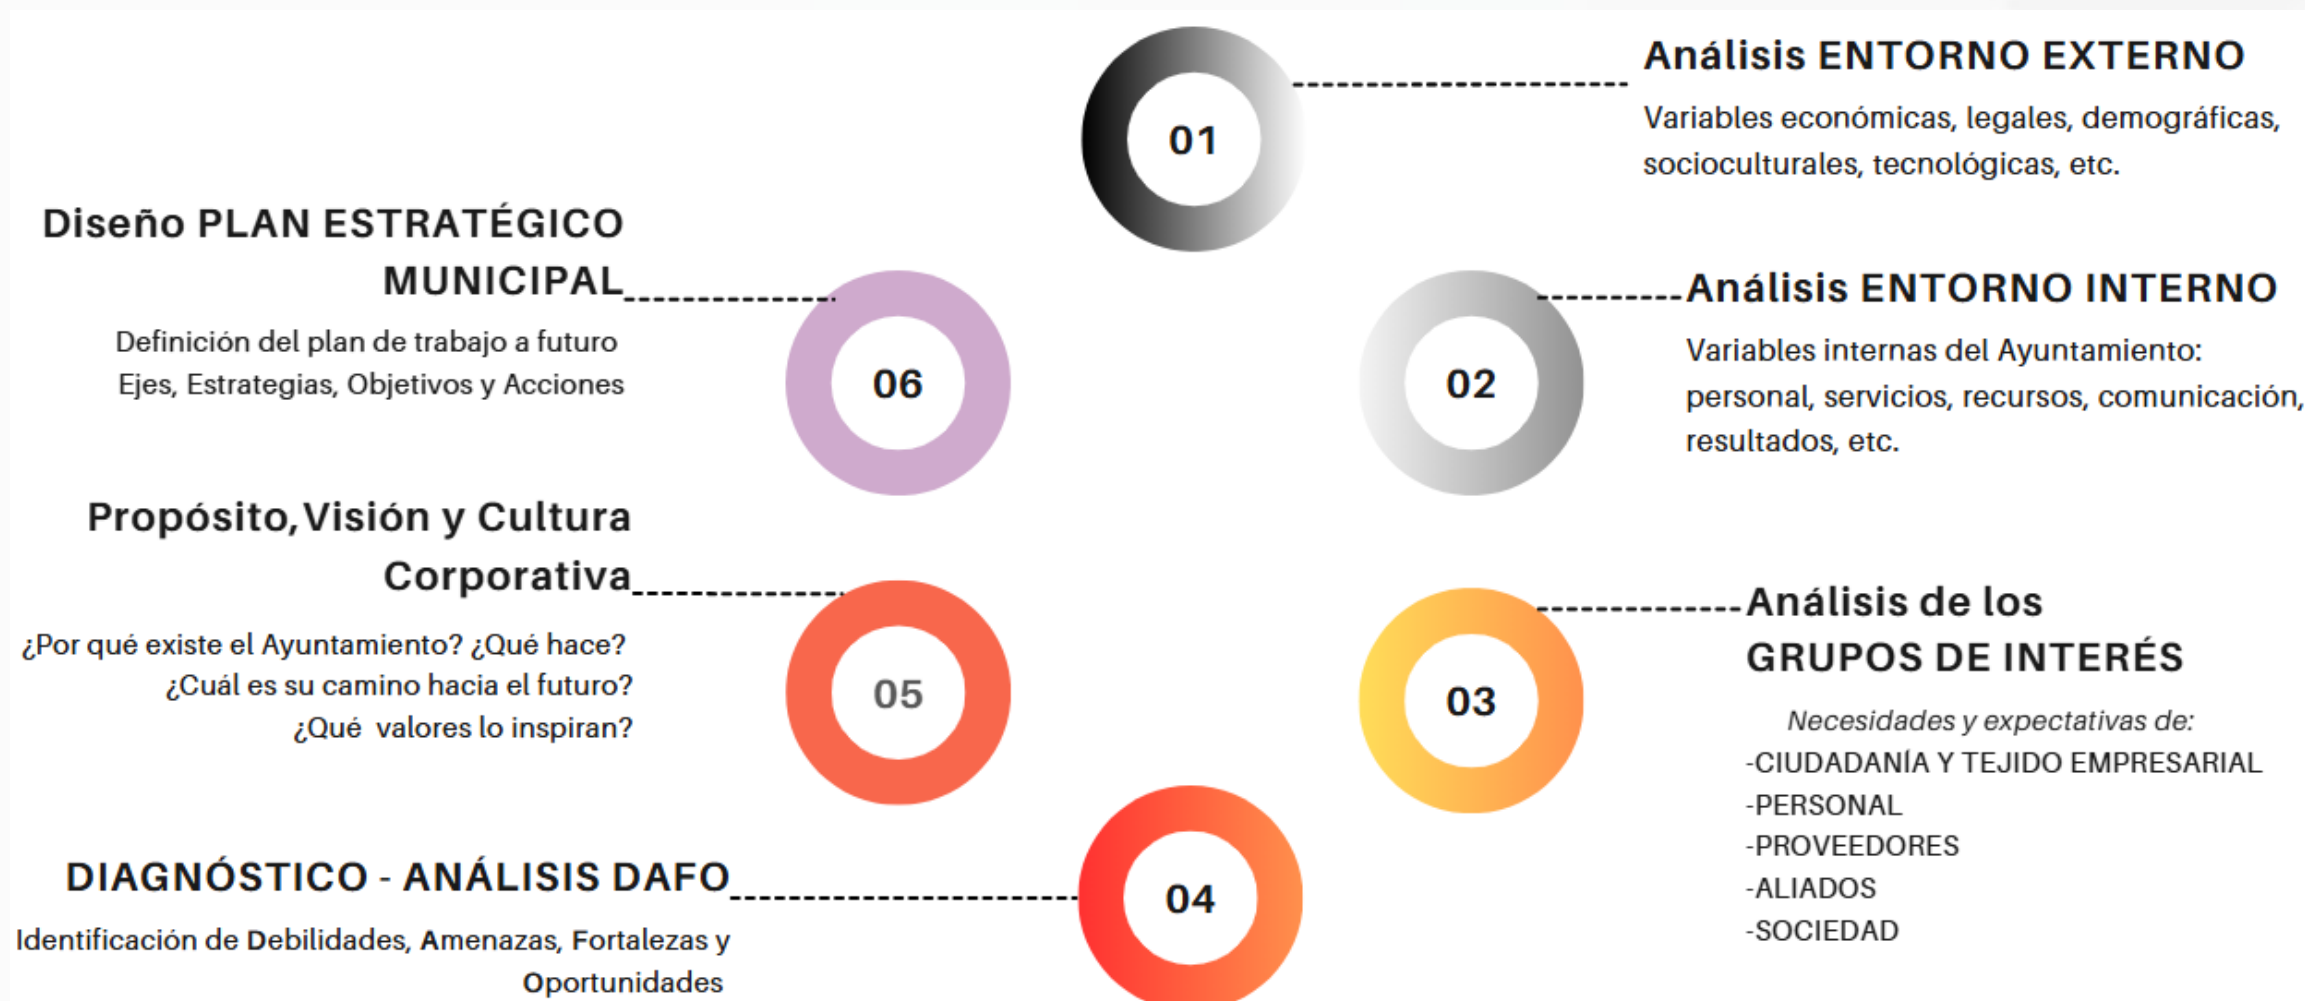 01
Análisis ENTORNO EXTERNO
Variables económicas, legales, demográficas,
socioculturales, tecnológicas, etc.
02
Análisis ENTORNO INTERNO
Variables internas del Ayuntamiento:
personal, servicios, recursos, comunicación,
resultados, etc.
03
Análisis de los
GRUPOS DE INTERÉS
Necesidades y expectativas de:
-CIUDADANÍA Y TEJIDO EMPRESARIAL
-PERSONAL
-PROVEEDORES
-ALIADOS
-SOCIEDAD
04
DIAGNÓSTICO - ANÁLISIS DAFO
Identificación de Debilidades, Amenazas, Fortalezas y
Oportunidades
05
Propósito, Visión y Cultura
Corporativa
¿Por qué existe el Ayuntamiento? ¿Qué hace?
¿Cuál es su camino hacia el futuro?
¿Qué valores lo inspiran?
06
Diseño PLAN ESTRATÉGICO
MUNICIPAL
Definición del plan de trabajo a futuro
Ejes, Estrategias, Objetivos y Acciones